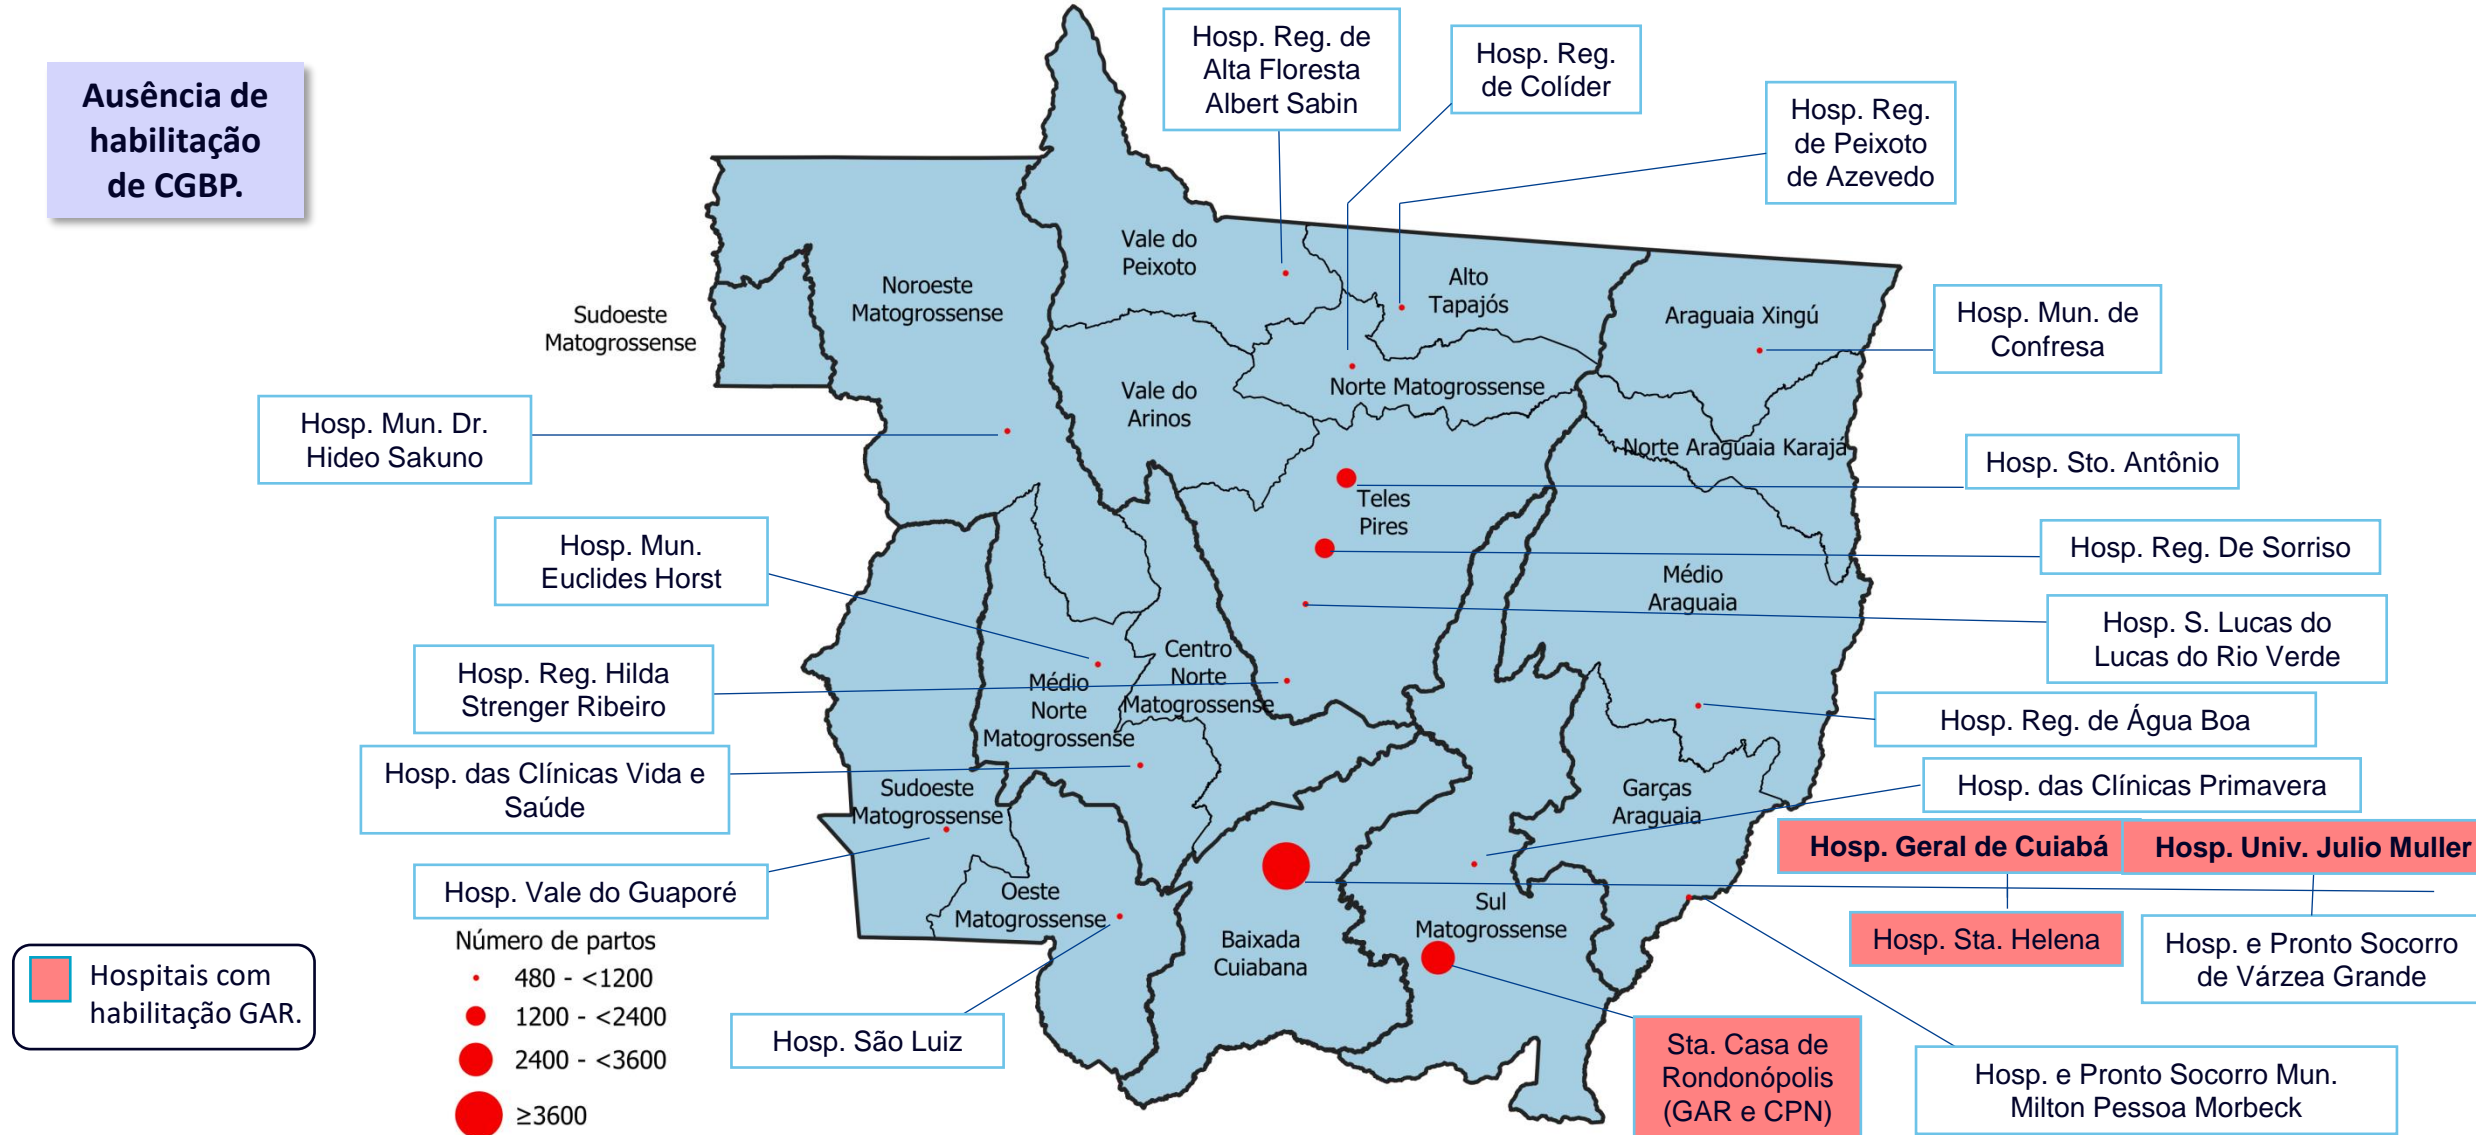 Ausência de
habilitação
de CGBP.
Hosp. Reg. de
Alta Floresta
Albert Sabin
Hosp. Reg.
de Colíder
Hosp. Reg.
de Peixoto
de Azevedo
Vale do
Peixoto
Alto
Tapajós
Noroeste
Matogrossense
Araguaia Xingú
Sudoeste
Matogrossense
Hosp. Mun. de
Confresa
Vale do
Arinos
Norte Matogrossense
Hosp. Mun. Dr.
Hideo Sakuno
Norte Araguaia Karajá
Hosp. Sto. Antônio
Teles
Pires
Hosp. Mun.
Euclides Horst
Hosp. Reg. De Sorriso
Médio
Araguaia
Hosp. S. Lucas do
Lucas do Rio Verde
Hosp. Reg. Hilda
Strenger Ribeiro
Médio
Norte
Matogrossense
Centro
Norte
Matogrossense
Hosp. Reg. de Água Boa
Hosp. das Clínicas Vida e
Saúde
Sudoeste
Matogrossense
Garças
Araguaia
Hosp. das Clínicas Primavera
Hosp. Geral de Cuiabá
Hosp. Univ. Julio Muller
Hosp. Vale do Guaporé
Oeste
Matogrossense
Sul
Matogrossense
Baixada
Cuiabana
Hosp. Sta. Helena
Hosp. e Pronto Socorro
de Várzea Grande
Número de partos
480 - <1200
1200 - <2400
2400 - <3600
≥3600
Hospitais com
habilitação GAR.
Hosp. São Luiz
Sta. Casa de
Rondonópolis
(GAR e CPN)
Hosp. e Pronto Socorro Mun.
Milton Pessoa Morbeck